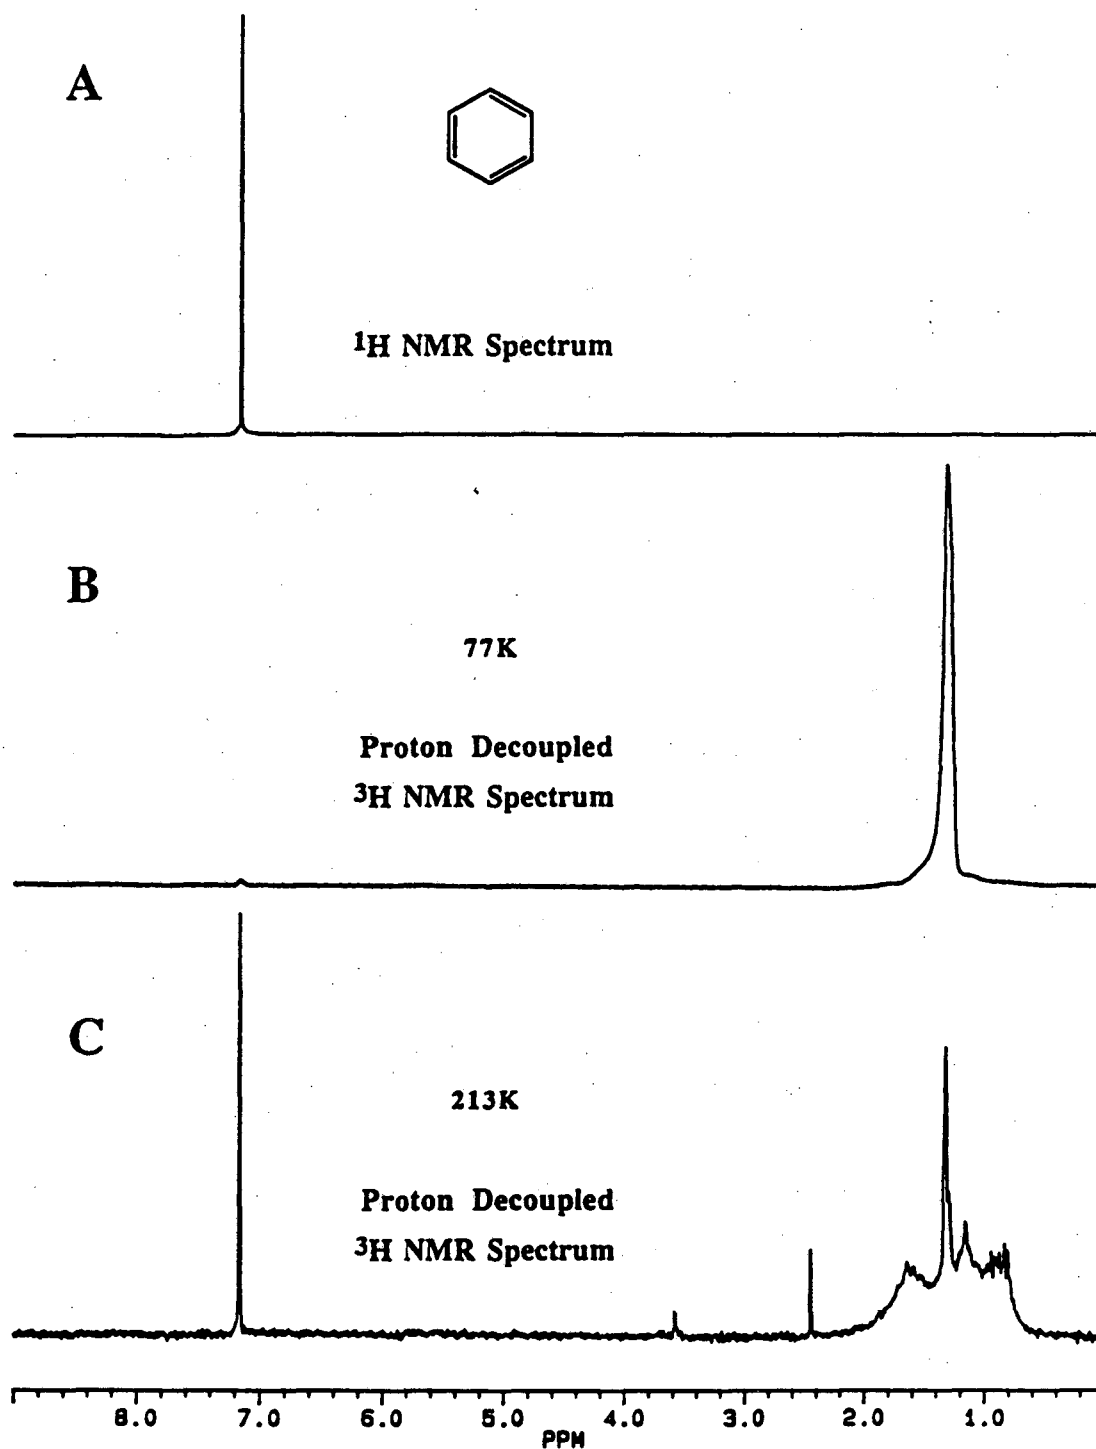 A
¹H NMR Spectrum
B
77K
Proton Decoupled
³H NMR Spectrum
C
213K
Proton Decoupled
³H NMR Spectrum
8.0 7.0 6.0 5.0 4.0 3.0 2.0 1.0
PPM